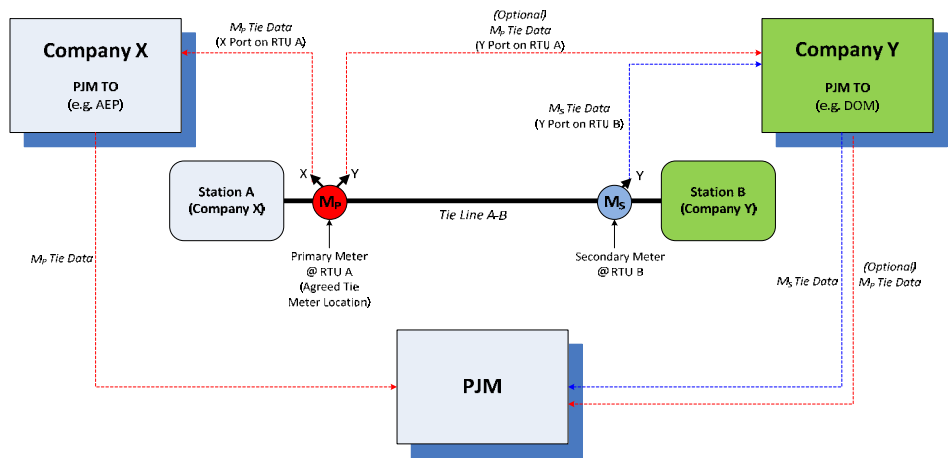 Company X
PJM TO
(e.g. AEP)
MP Tie Data
(X Port on RTU A)
(Optional)
MP Tie Data
(Y Port on RTU A)
Company Y
PJM TO
(e.g. DOM)
MS Tie Data
(Y Port on RTU B)
Station A
(Company X)
X
Y
MP
Tie Line A-B
Y
MS
Station B
(Company Y)
Primary Meter
@ RTU A
(Agreed Tie
Meter Location)
Secondary Meter
@ RTU B
MP Tie Data
MS Tie Data
(Optional)
MP Tie Data
PJM